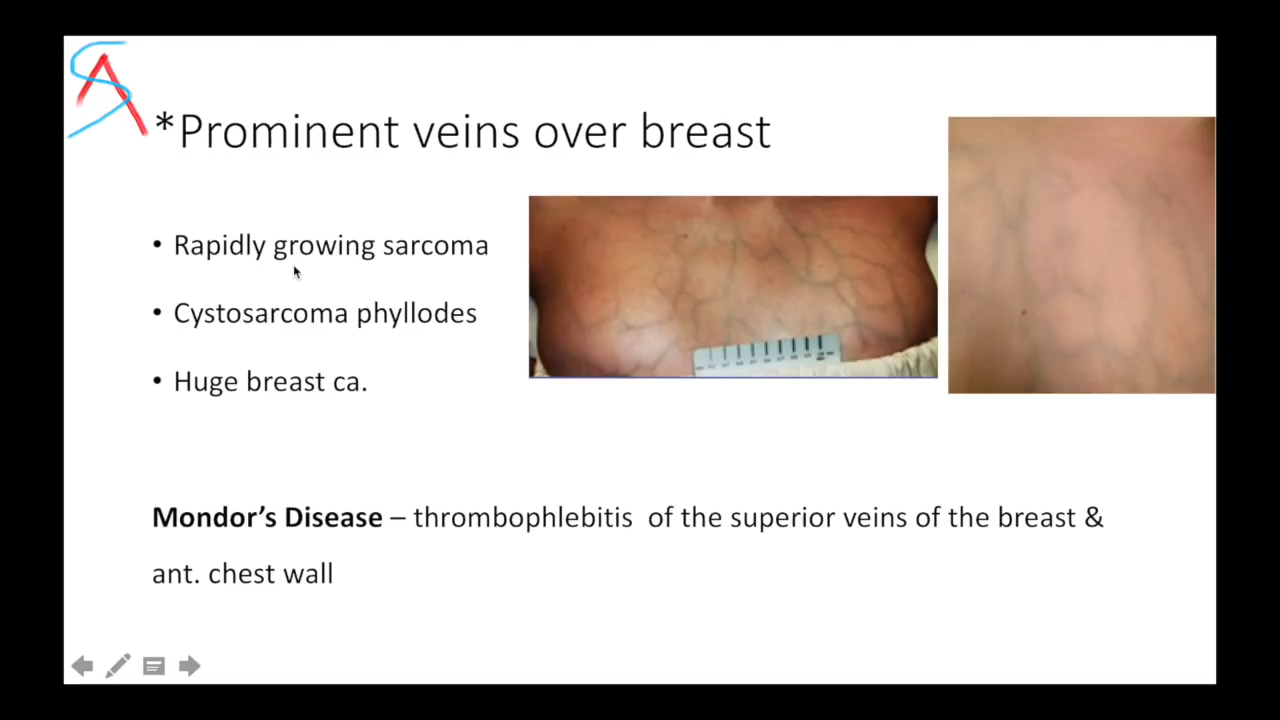 *Prominent veins over breast
• Rapidly growing sarcoma
• Cystosarcoma phyllodes
• Huge breast ca.
Mondor's Disease – thrombophlebitis of the superior veins of the breast &
ant. chest wall